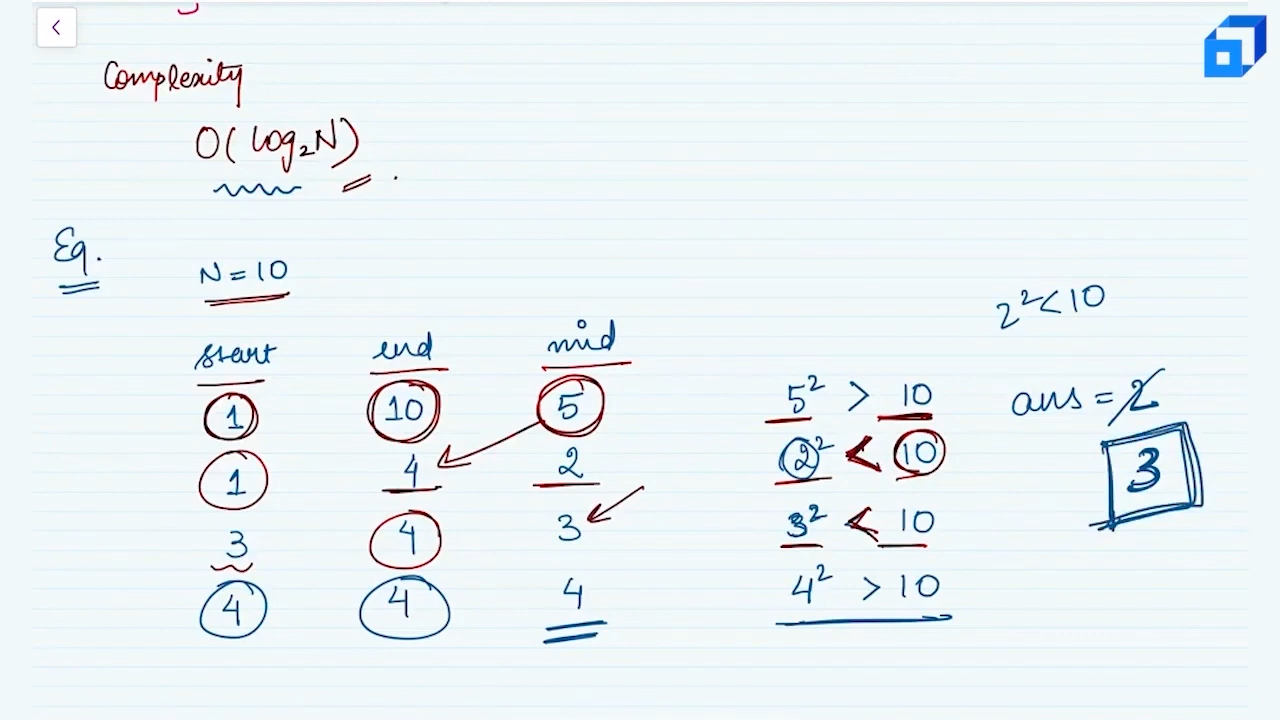 Complexity
O( log₂N)
Eg.
N = 10
2² < 10
start end mid
1 10 5 5² > 10 ans = 2
1 4 2 2² < 10
3
3 4 3 3² < 10
4 4 4 4² > 10